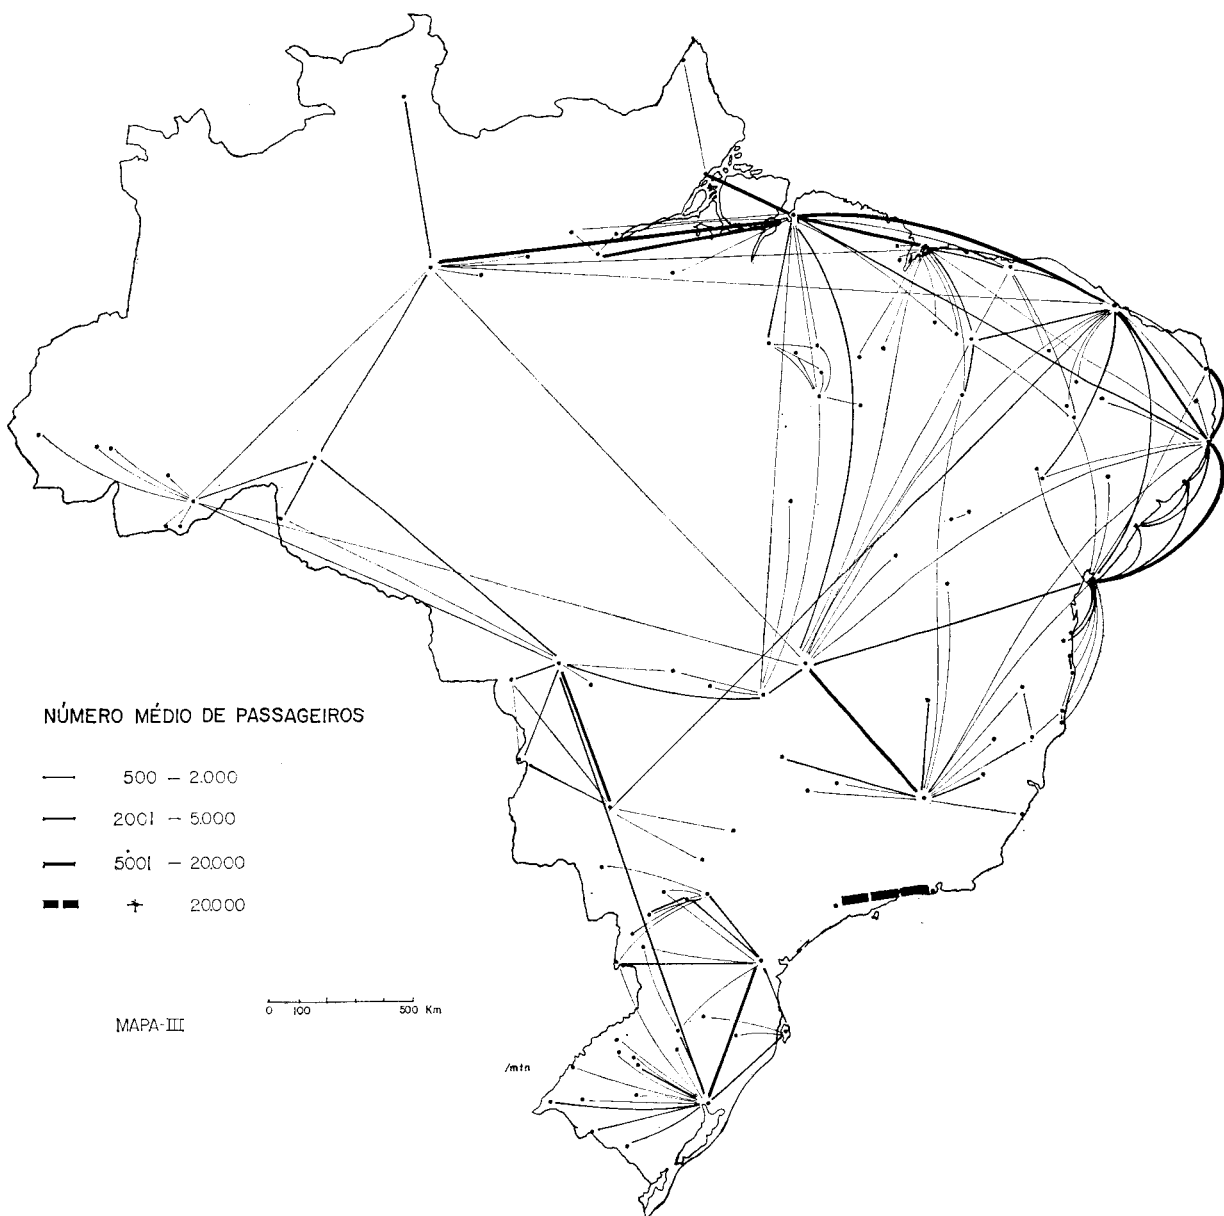 NÚMERO MÉDIO DE PASSAGEIROS
500 – 2.000
2001 – 5.000
5001 – 20.000
+ 20.000
0 100 500 Km
MAPA-III
/mtn